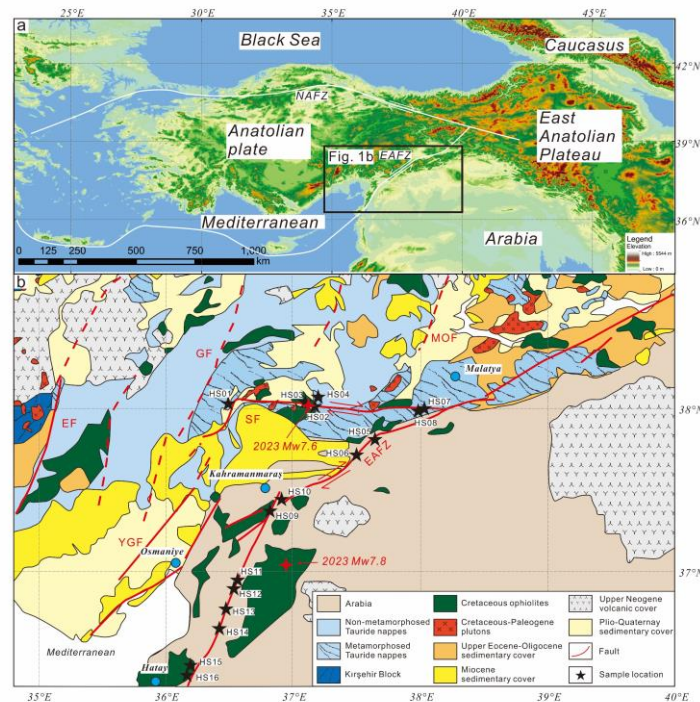 25°E 30°E 35°E 40°E 45°E
a
Black Sea
Caucasus
42°N
NAFZ
Anatolian
plate
East
Anatolian
Plateau
39°N
Fig. 1b
EAFZ
Mediterranean
36°N
Arabia
0 125 250 500 750 1,000
km
Legend
Elevation
High : 5544 m
Low : 0 m
b
MOF
GF
Malatya
HS01
HS03
HS04
HS07
38°N
EF
SF
HS02
HS08
2023 Mw7.6
HS05
HS06
EAFZ
Kahramanmaraş
HS10
HS09
YGF
Osmaniye
2023 Mw7.8
37°N
HS11
HS12
HS13
HS14
Mediterranean
Hatay
HS15
HS16
Arabia
Non-metamorphosed
Tauride nappes
Metamorphosed
Tauride nappes
Kırşehir Block
Cretaceous ophiolites
Cretaceous-Paleogene
plutons
Upper Eocene-Oligocene
sedimentary cover
Miocene
sedimentary cover
Upper Neogene
volcanic cover
Plio-Quaternay
sedimentary cover
Fault
Sample location
35°E 36°E 37°E 38°E 39°E 40°E